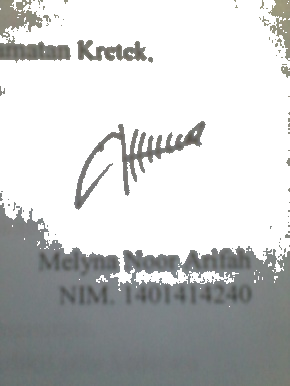 amatan Kretek,
Melyna Noor Arifah
NIM. 1401414240